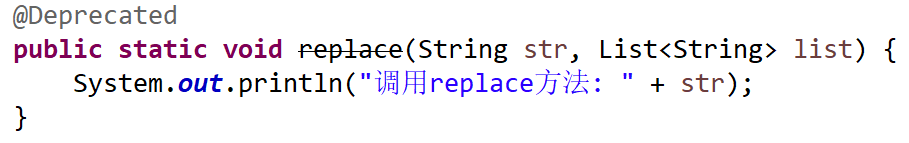 @Deprecated
public static void replace(String str, List<String> list) {
    System.out.println("调用replace方法: " + str);
}